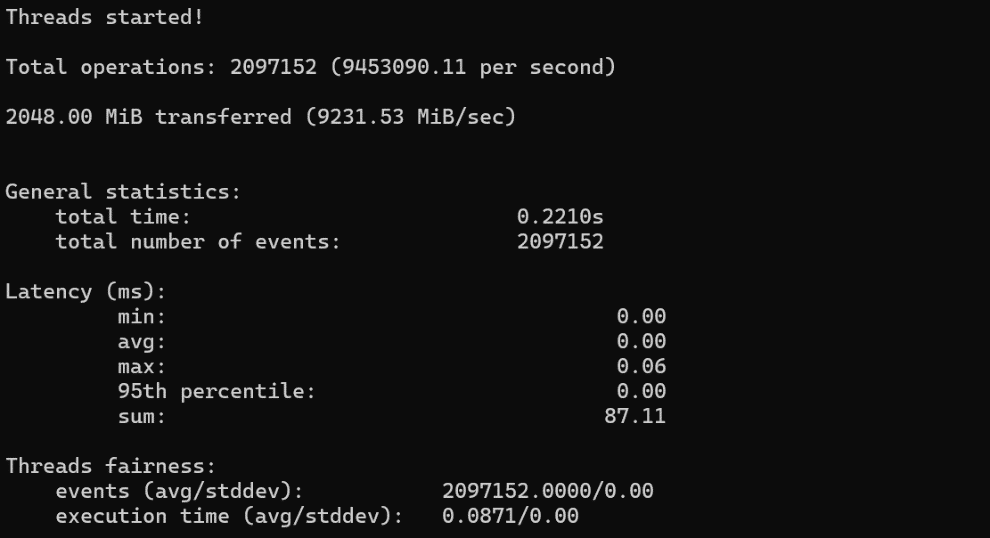 Threads started!
Total operations: 2097152 (9453090.11 per second)
2048.00 MiB transferred (9231.53 MiB/sec)
General statistics:
total time: 0.2210s
total number of events: 2097152
Latency (ms):
min: 0.00
avg: 0.00
max: 0.06
95th percentile: 0.00
sum: 87.11
Threads fairness:
events (avg/stddev): 2097152.0000/0.00
execution time (avg/stddev): 0.0871/0.00